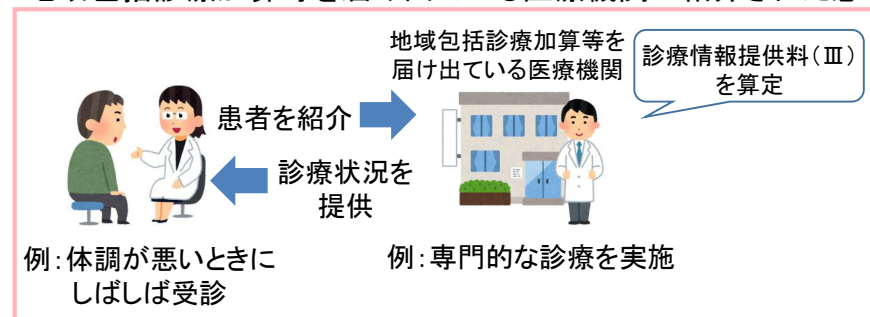 地域包括診療加算等を
届け出ている医療機関
診療情報提供料(Ⅲ)
を算定
患者を紹介
診療状況を
提供
例:体調が悪いときに
しばしば受診
例:専門的な診療を実施